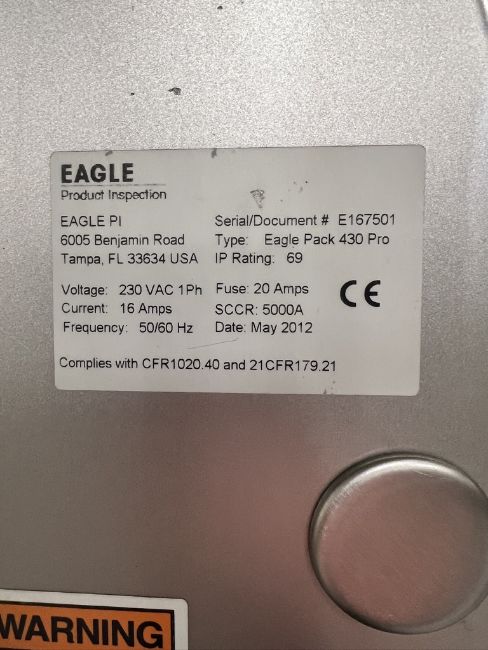 EAGLE
Product Inspection
EAGLE PI
6005 Benjamin Road
Tampa, FL 33634 USA
Serial/Document # E167501
Type: Eagle Pack 430 Pro
IP Rating: 69
Voltage: 230 VAC 1Ph
Current: 16 Amps
Frequency: 50/60 Hz
Fuse: 20 Amps
SCCR: 5000A
Date: May 2012
CE
Complies with CFR1020.40 and 21CFR179.21
WARNING